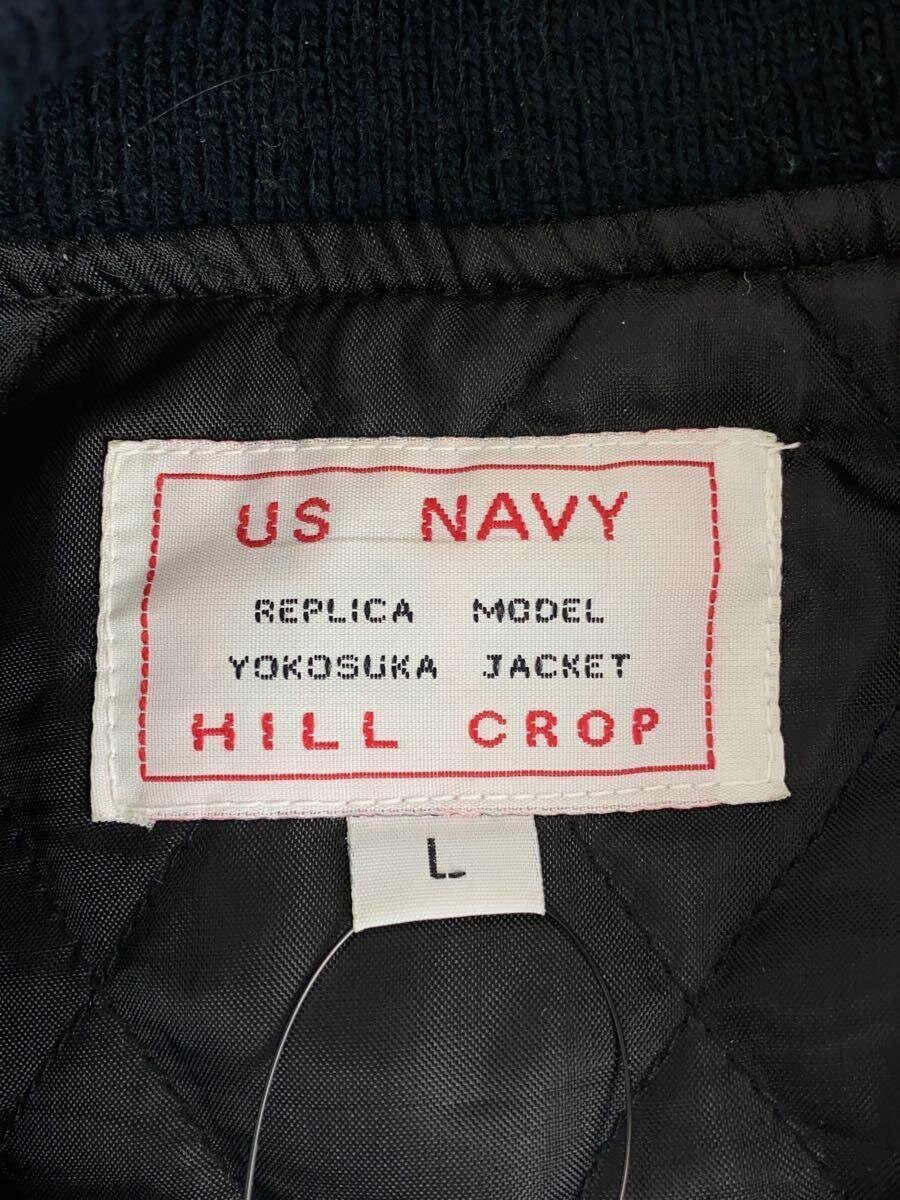 US NAVY
REPLICA MODEL
YOKOSUKA JACKET
HILL CROP
L